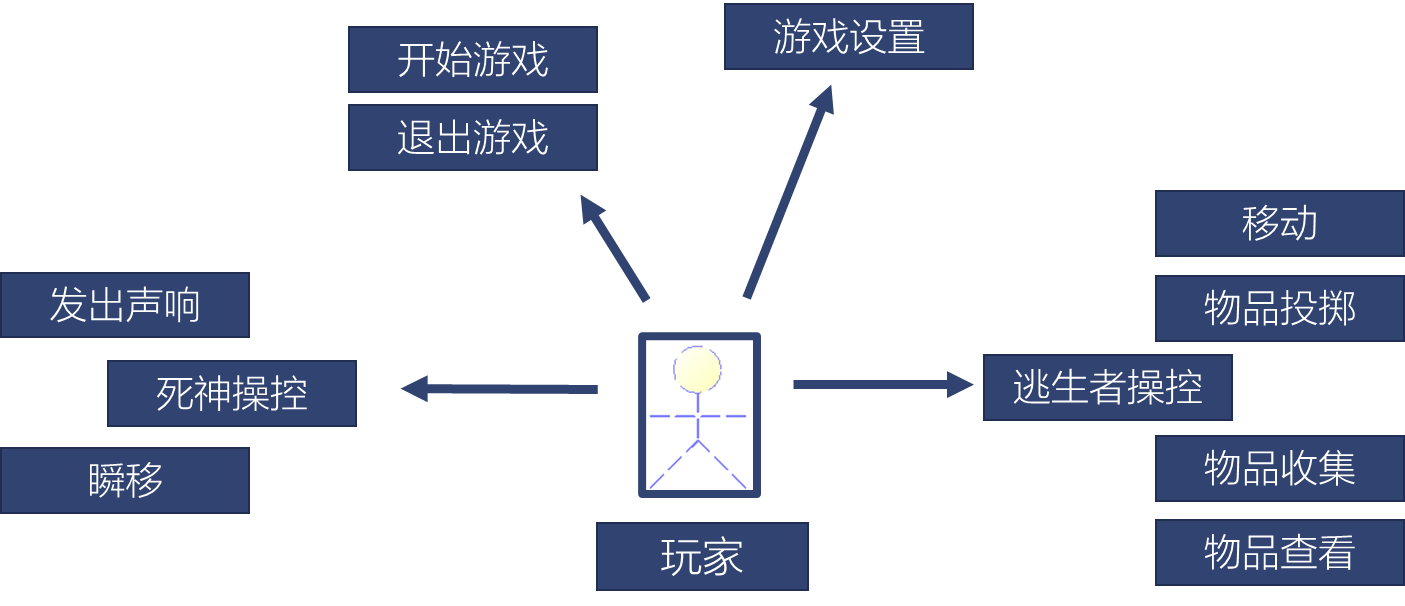 游戏设置
开始游戏
退出游戏
移动
物品投掷
发出声响
死神操控
逃生者操控
瞬移
物品收集
物品查看
玩家